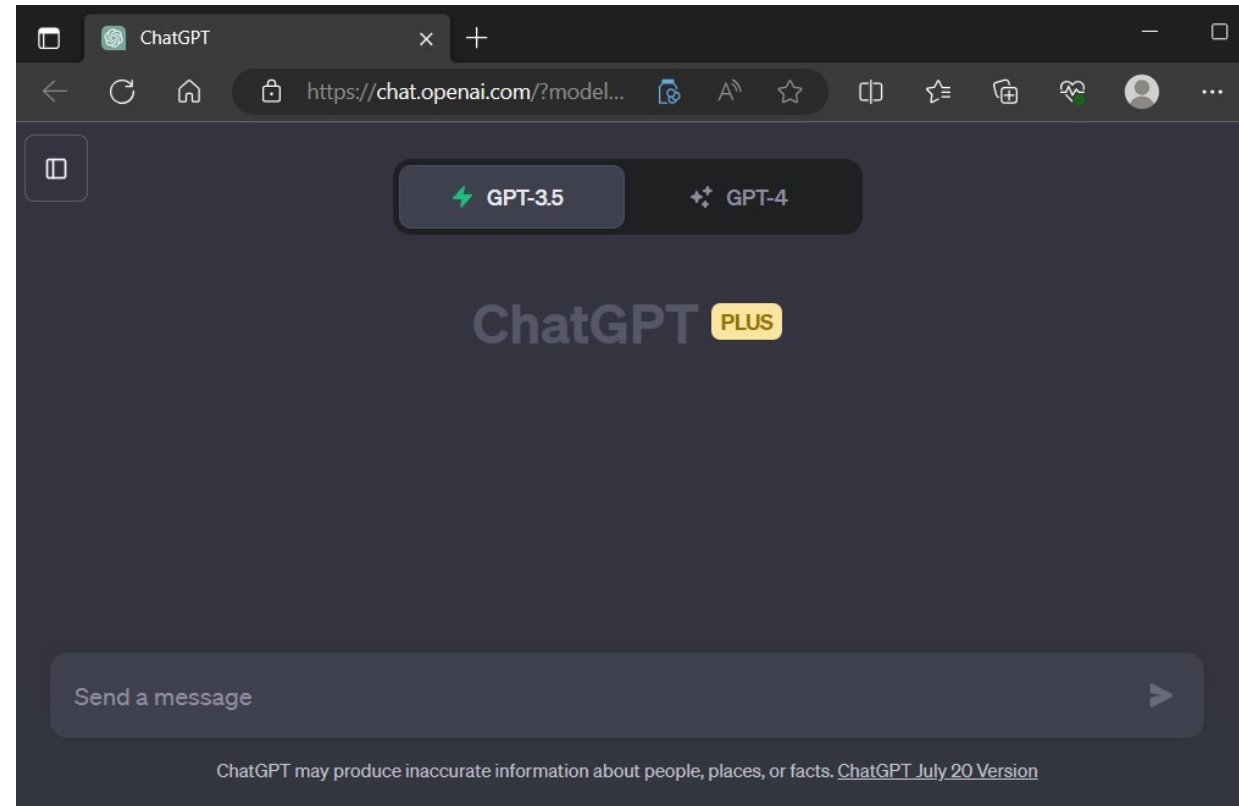 ChatGPT
https://chat.openai.com/?model...
GPT-3.5 GPT-4
ChatGPT PLUS
Send a message
ChatGPT may produce inaccurate information about people, places, or facts. ChatGPT July 20 Version